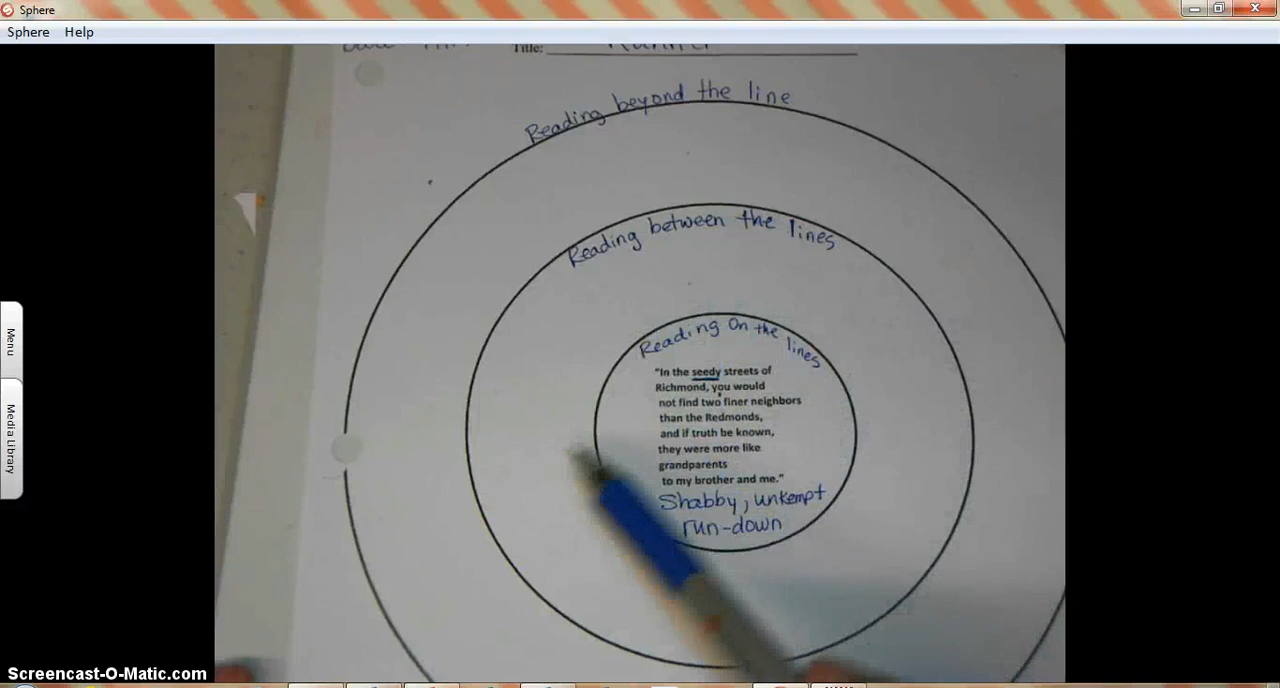 Sphere
Sphere Help
Title:
Reading beyond the line
Reading between the lines
Reading On the lines
"In the seedy streets of
Richmond, you would
not find two finer neighbors
than the Redmonds,
and if truth be known,
they were more like
grandparents
to my brother and me."
Shabby, unkempt
run-down
Menu
Media Library
Screencast-O-Matic.com